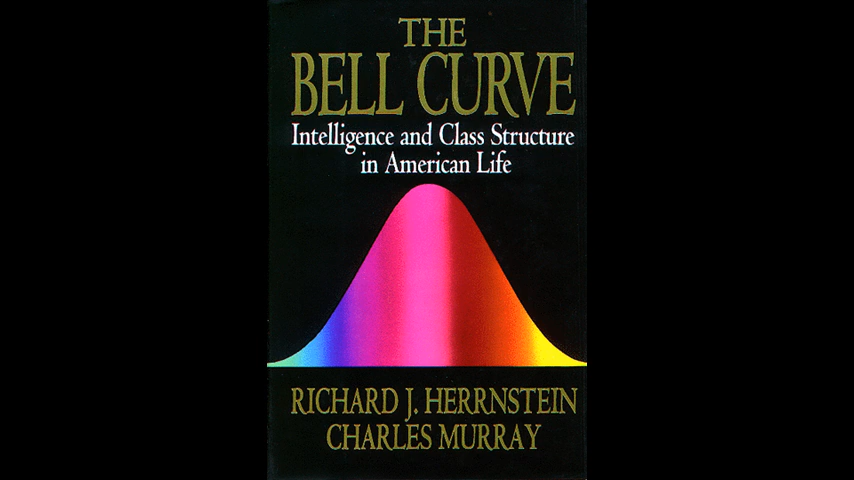 THE
BELL CURVE
Intelligence and Class Structure
in American Life
RICHARD J. HERRNSTEIN
CHARLES MURRAY